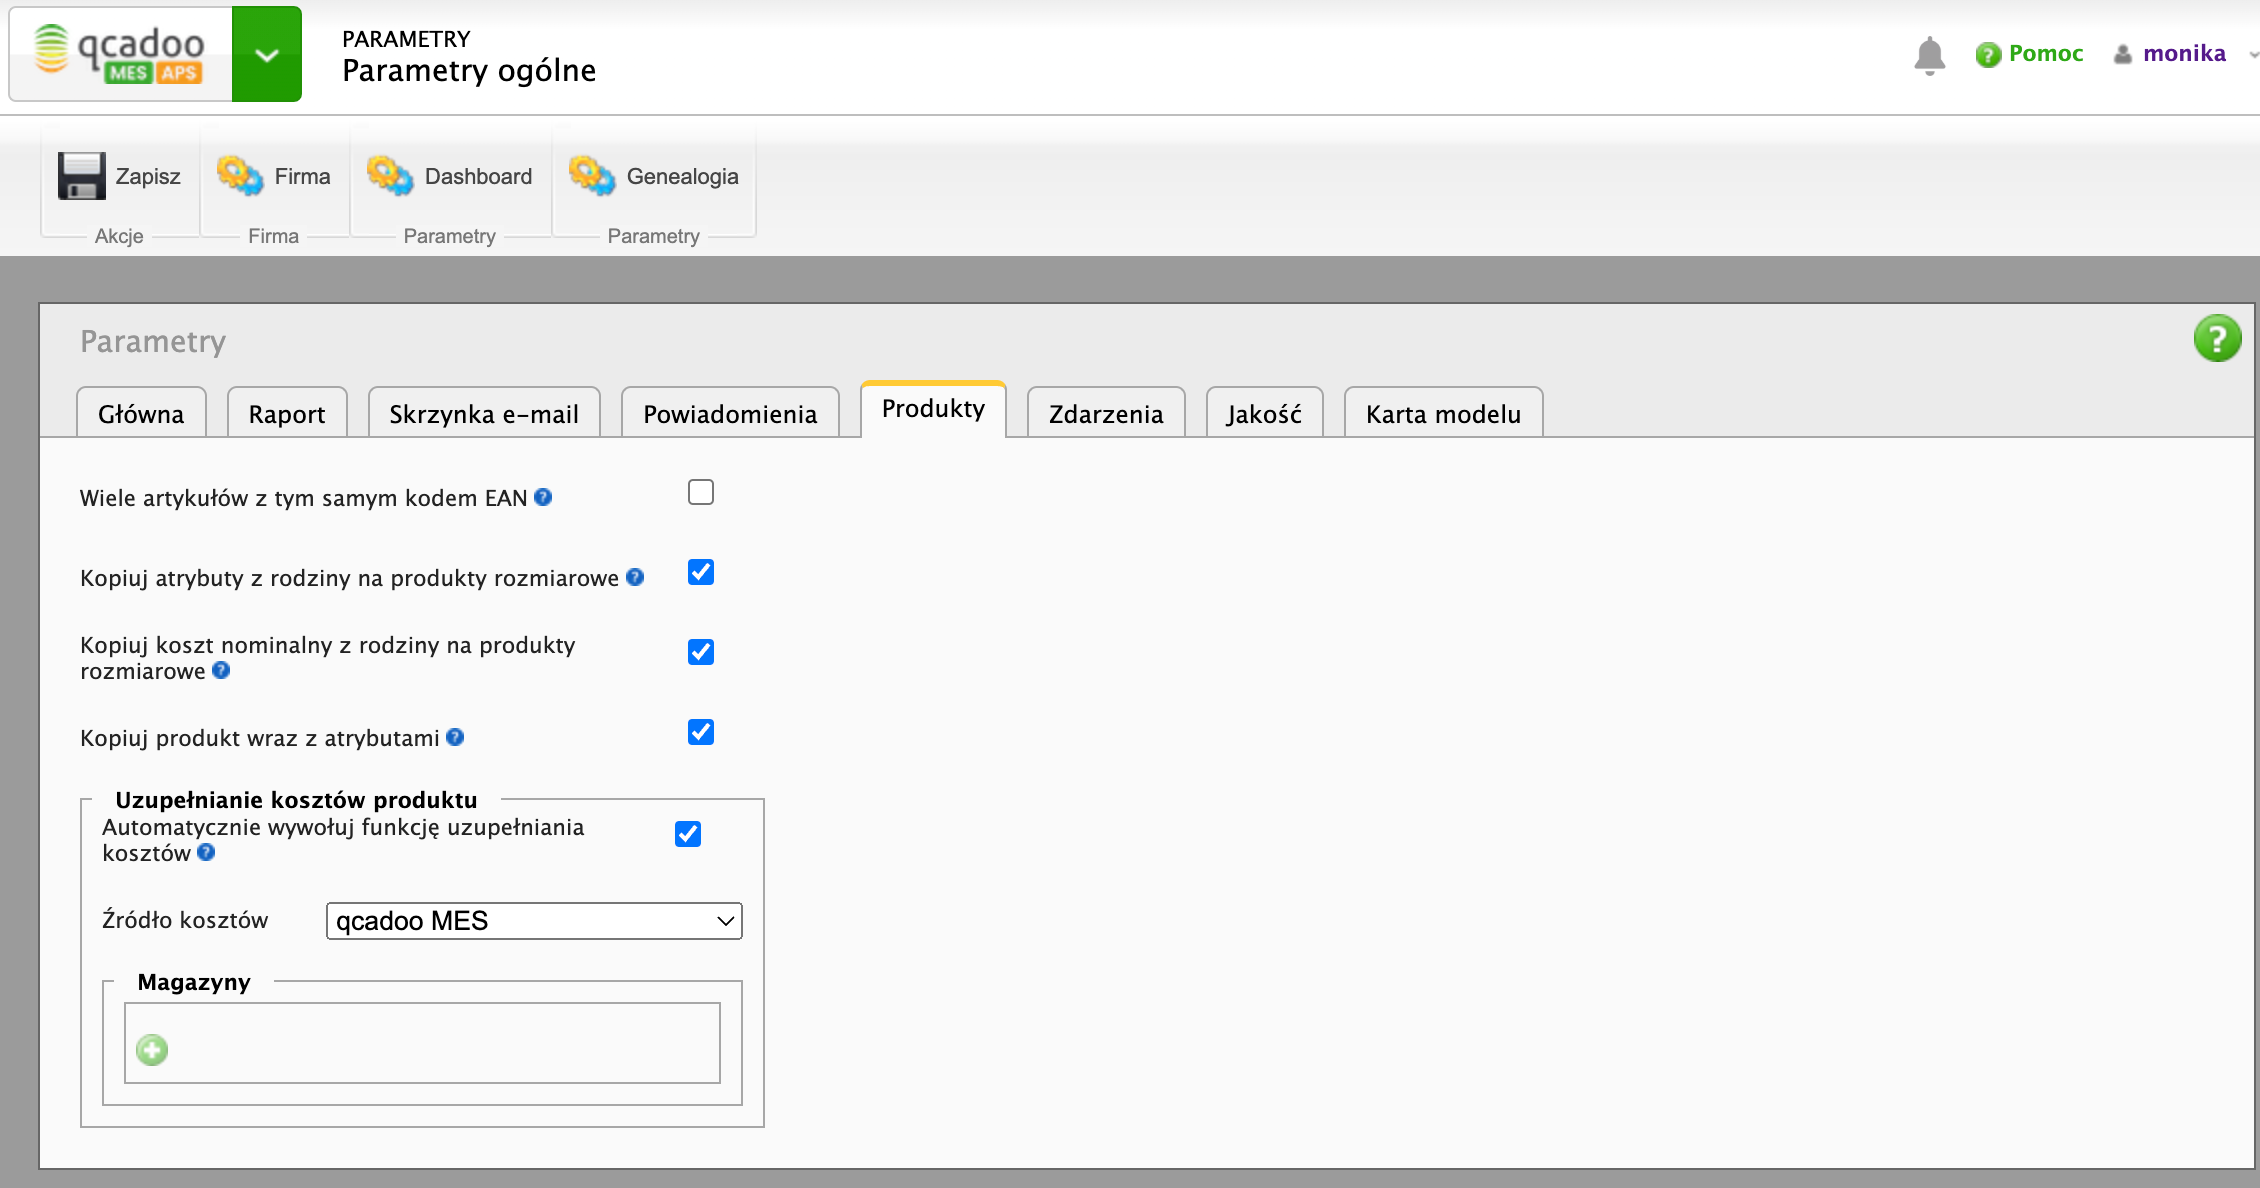 qcadoo
MES APS
PARAMETRY
Parametry ogólne
Pomoc
monika
Zapisz
Firma
Dashboard
Genealogia
Akcje
Firma
Parametry
Parametry
Parametry
Główna
Raport
Skrzynka e-mail
Powiadomienia
Produkty
Zdarzenia
Jakość
Karta modelu
Wiele artykułów z tym samym kodem EAN
Kopiuj atrybuty z rodziny na produkty rozmiarowe
Kopiuj koszt nominalny z rodziny na produkty
rozmiarowe
Kopiuj produkt wraz z atrybutami
Uzupełnianie kosztów produktu
Automatycznie wywołuj funkcję uzupełniania
kosztów
Źródło kosztów
qcadoo MES
Magazyny